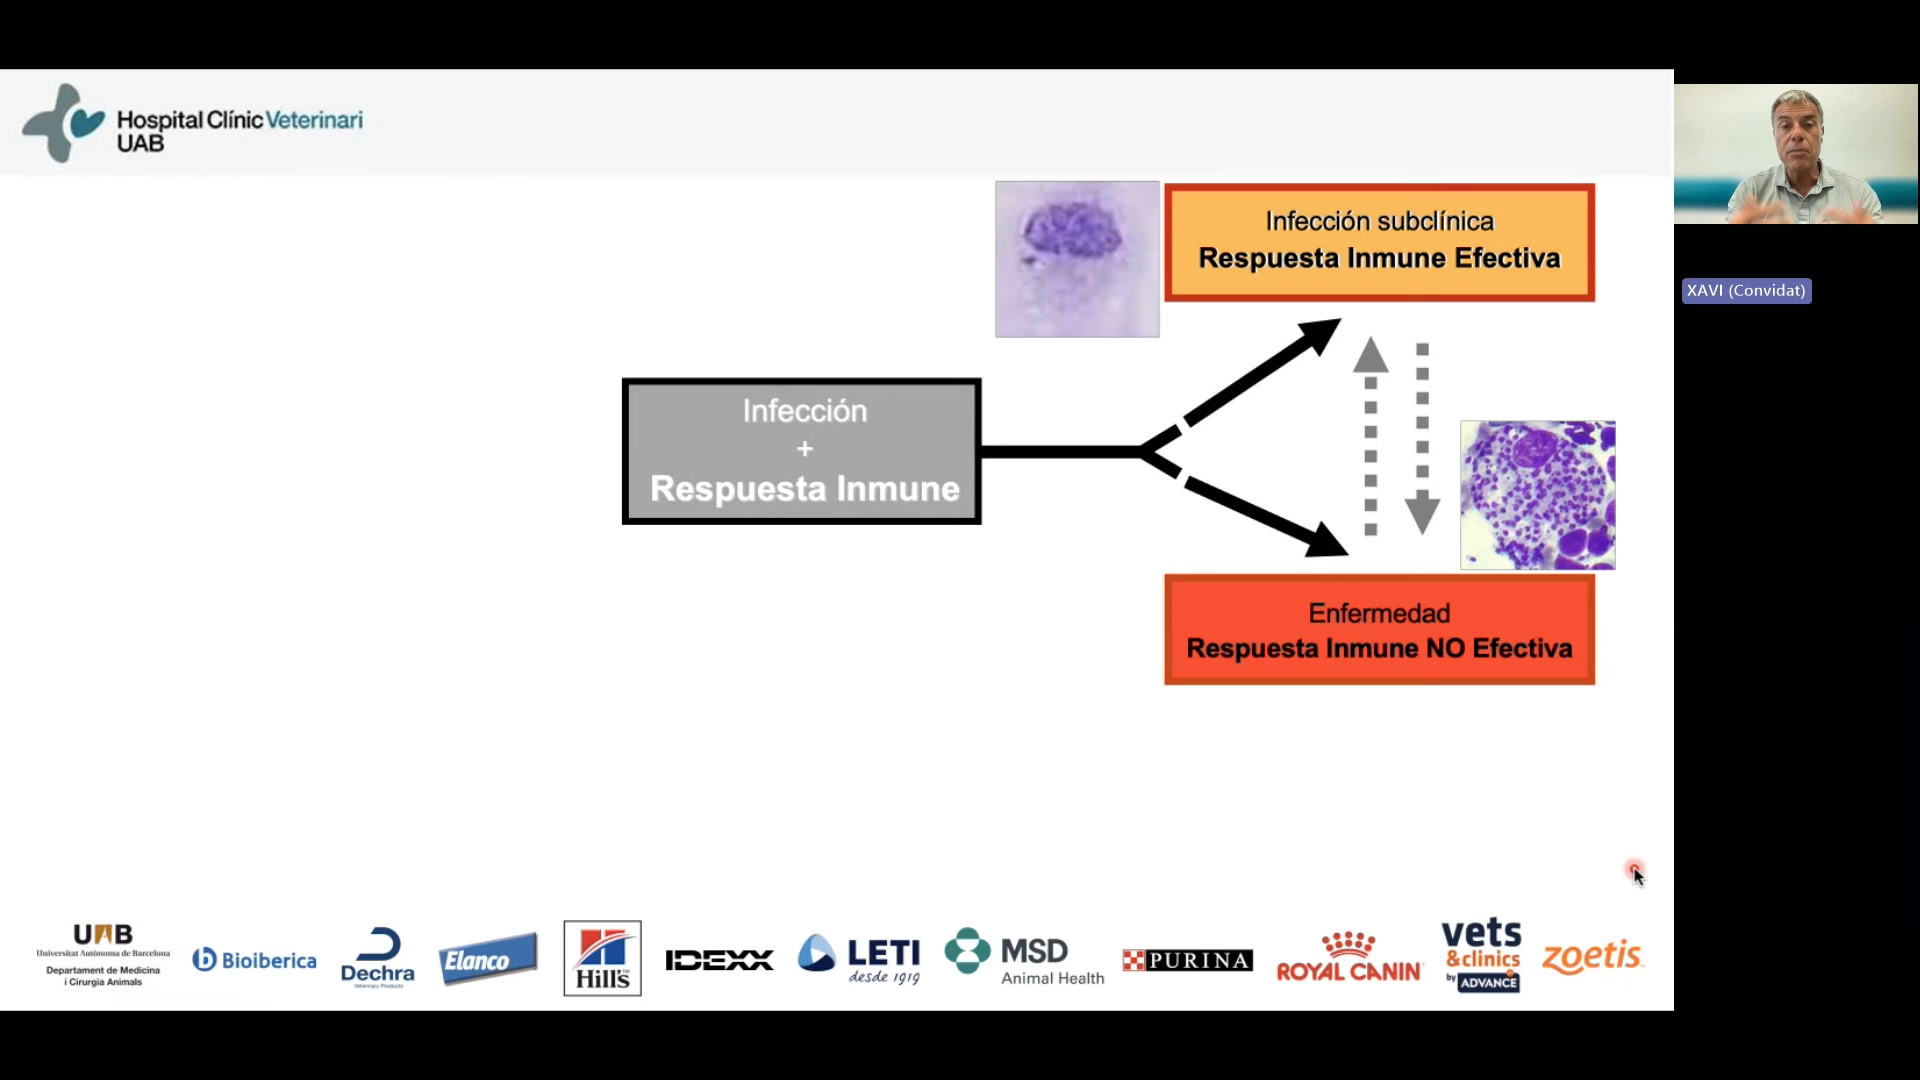 Hospital Clínic Veterinari
UAB
Infección subclínica
Respuesta Inmune Efectiva
XAVI (Convidat)
Infección
+
Respuesta Inmune
Enfermedad
Respuesta Inmune NO Efectiva
UAB
Universitat Autònoma de Barcelona
Departament de Medicina
i Cirurgia Animals
Bioiberica
Dechra
Veterinary Products
Elanco
Hill's
IDEXX
LETI
desde 1919
MSD
Animal Health
PURINA
ROYAL CANIN
vets
&clinics
by ADVANCE
zoetis